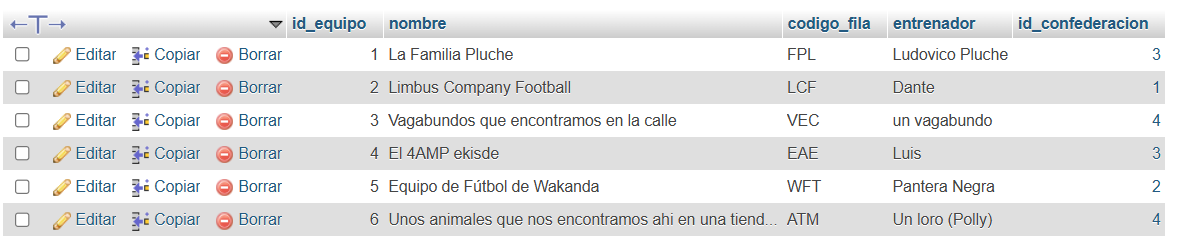 id_equipo nombre codigo_fila entrenador id_confederacion
Editar Copiar Borrar 1 La Familia Pluche FPL Ludovico Pluche 3
Editar Copiar Borrar 2 Limbus Company Football LCF Dante 1
Editar Copiar Borrar 3 Vagabundos que encontramos en la calle VEC un vagabundo 4
Editar Copiar Borrar 4 El 4AMP ekisde EAE Luis 3
Editar Copiar Borrar 5 Equipo de Fútbol de Wakanda WFT Pantera Negra 2
Editar Copiar Borrar 6 Unos animales que nos encontramos ahi en una tiend... ATM Un loro (Polly) 4